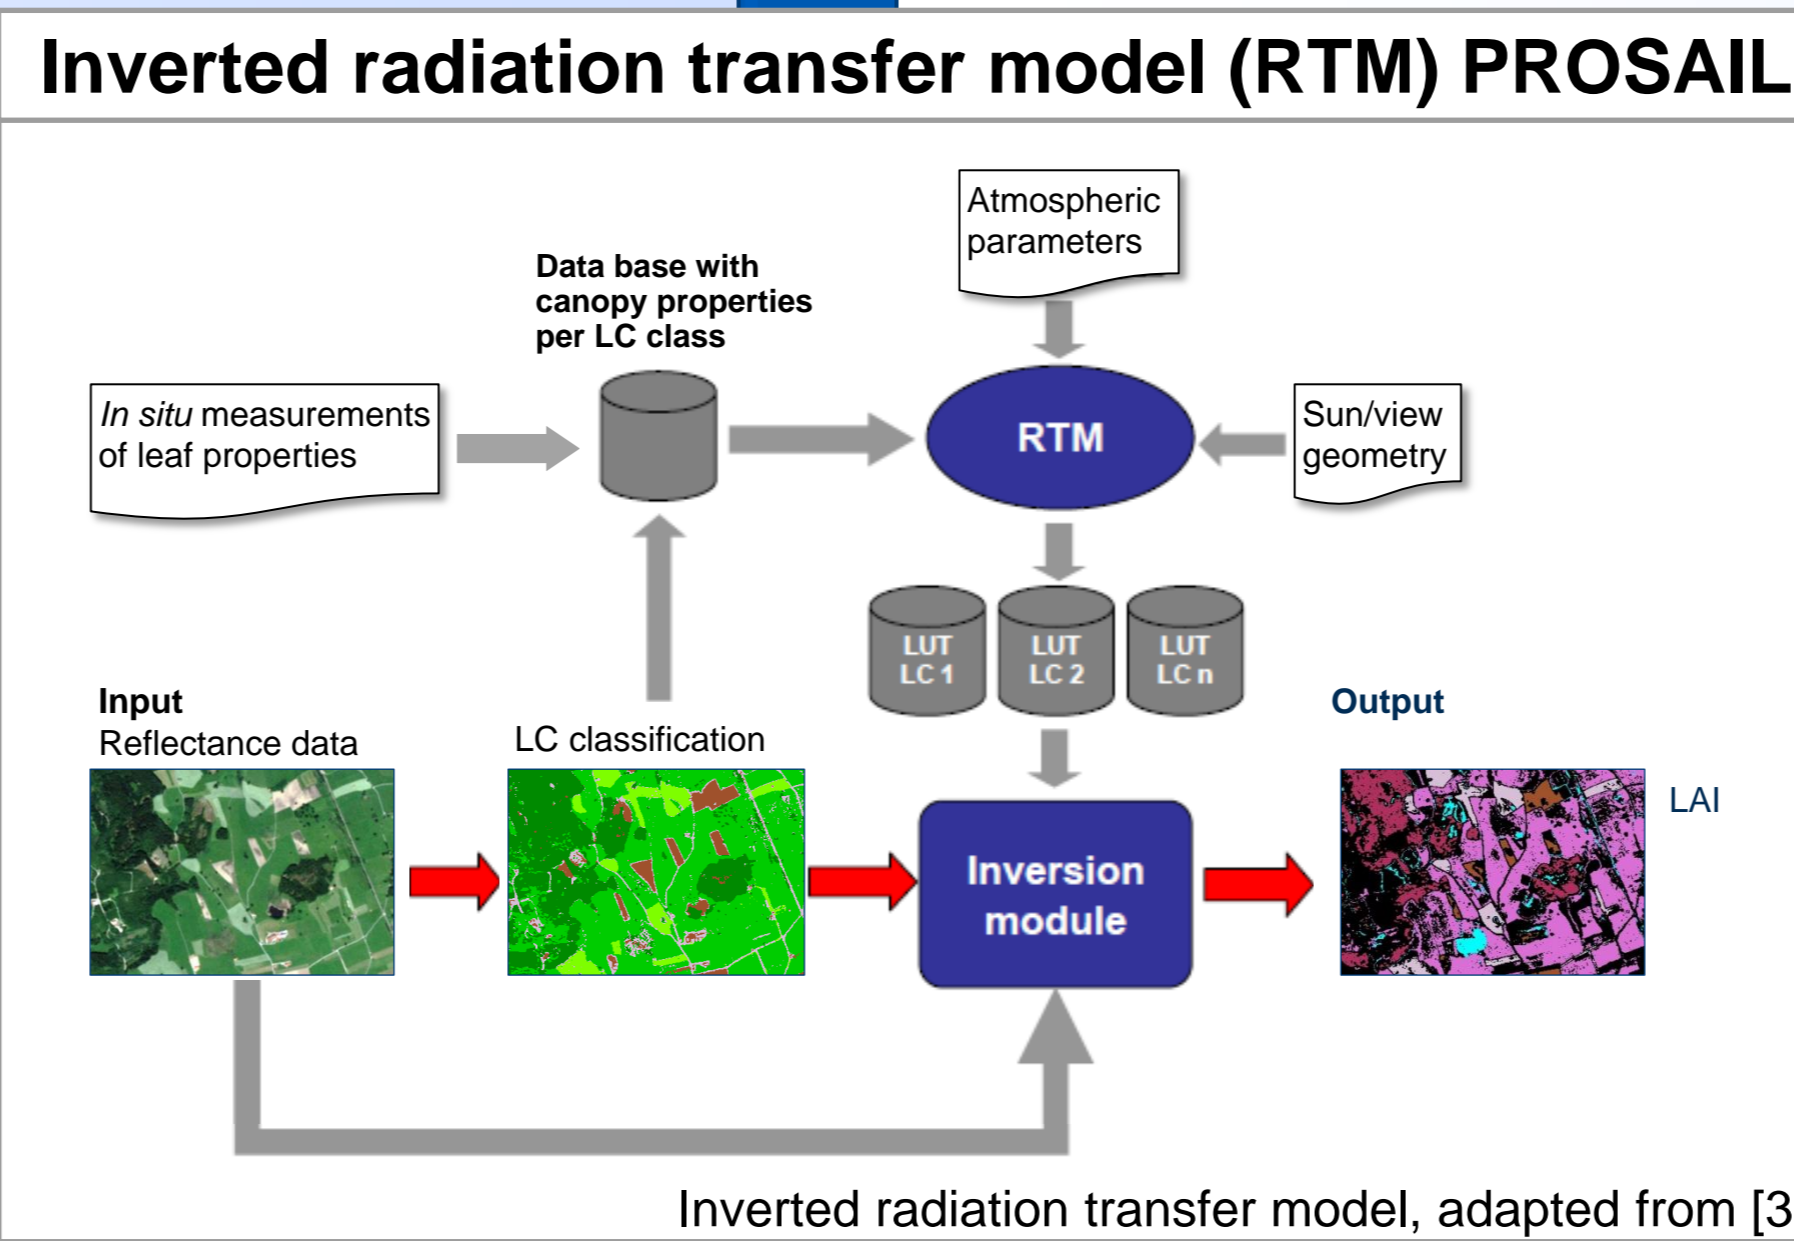 Inverted radiation transfer model (RTM) PROSAIL
Atmospheric
parameters
Data base with
canopy properties
per LC class
In situ measurements
of leaf properties
RTM
Sun/view
geometry
LUT
LC 1
LUT
LC 2
LUT
LC n
Input
Reflectance data
LC classification
Output
LAI
Inversion
module
Inverted radiation transfer model, adapted from [3